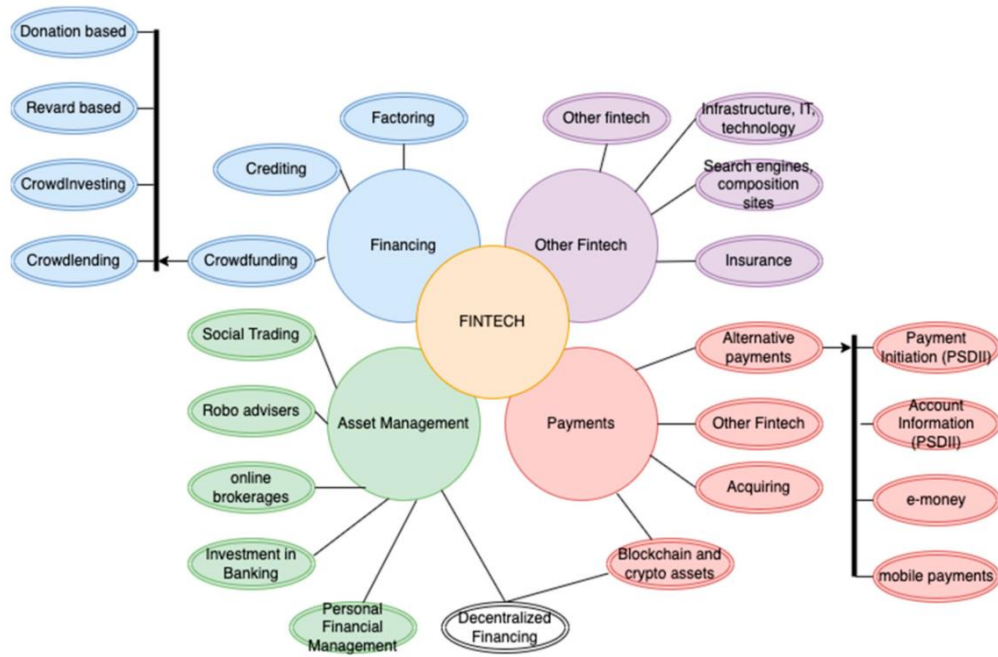 Donation based
Revard based
CrowdInvesting
Crowdlending
Crowdfunding
Crediting
Factoring
Financing
Other fintech
Infrastructure, IT,
technology
Search engines,
composition
sites
Insurance
Other Fintech
FINTECH
Social Trading
Robo advisers
online
brokerages
Investment in
Banking
Personal
Financial
Management
Asset Management
Decentralized
Financing
Payments
Alternative
payments
Other Fintech
Acquiring
Blockchain and
crypto assets
Payment
Initiation (PSDII)
Account
Information
(PSDII)
e-money
mobile payments